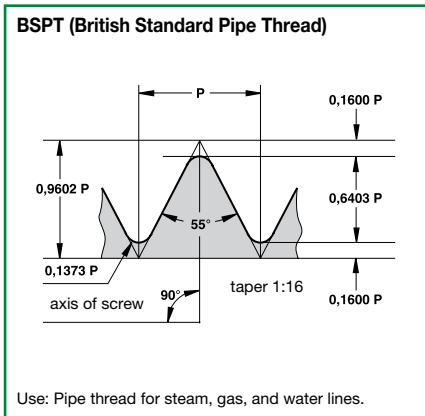 BSPT (British Standard Pipe Thread)
P
0,1600 P
0,9602 P
0,6403 P
55°
0,1373 P
axis of screw
90°
taper 1:16
0,1600 P
Use: Pipe thread for steam, gas, and water lines.